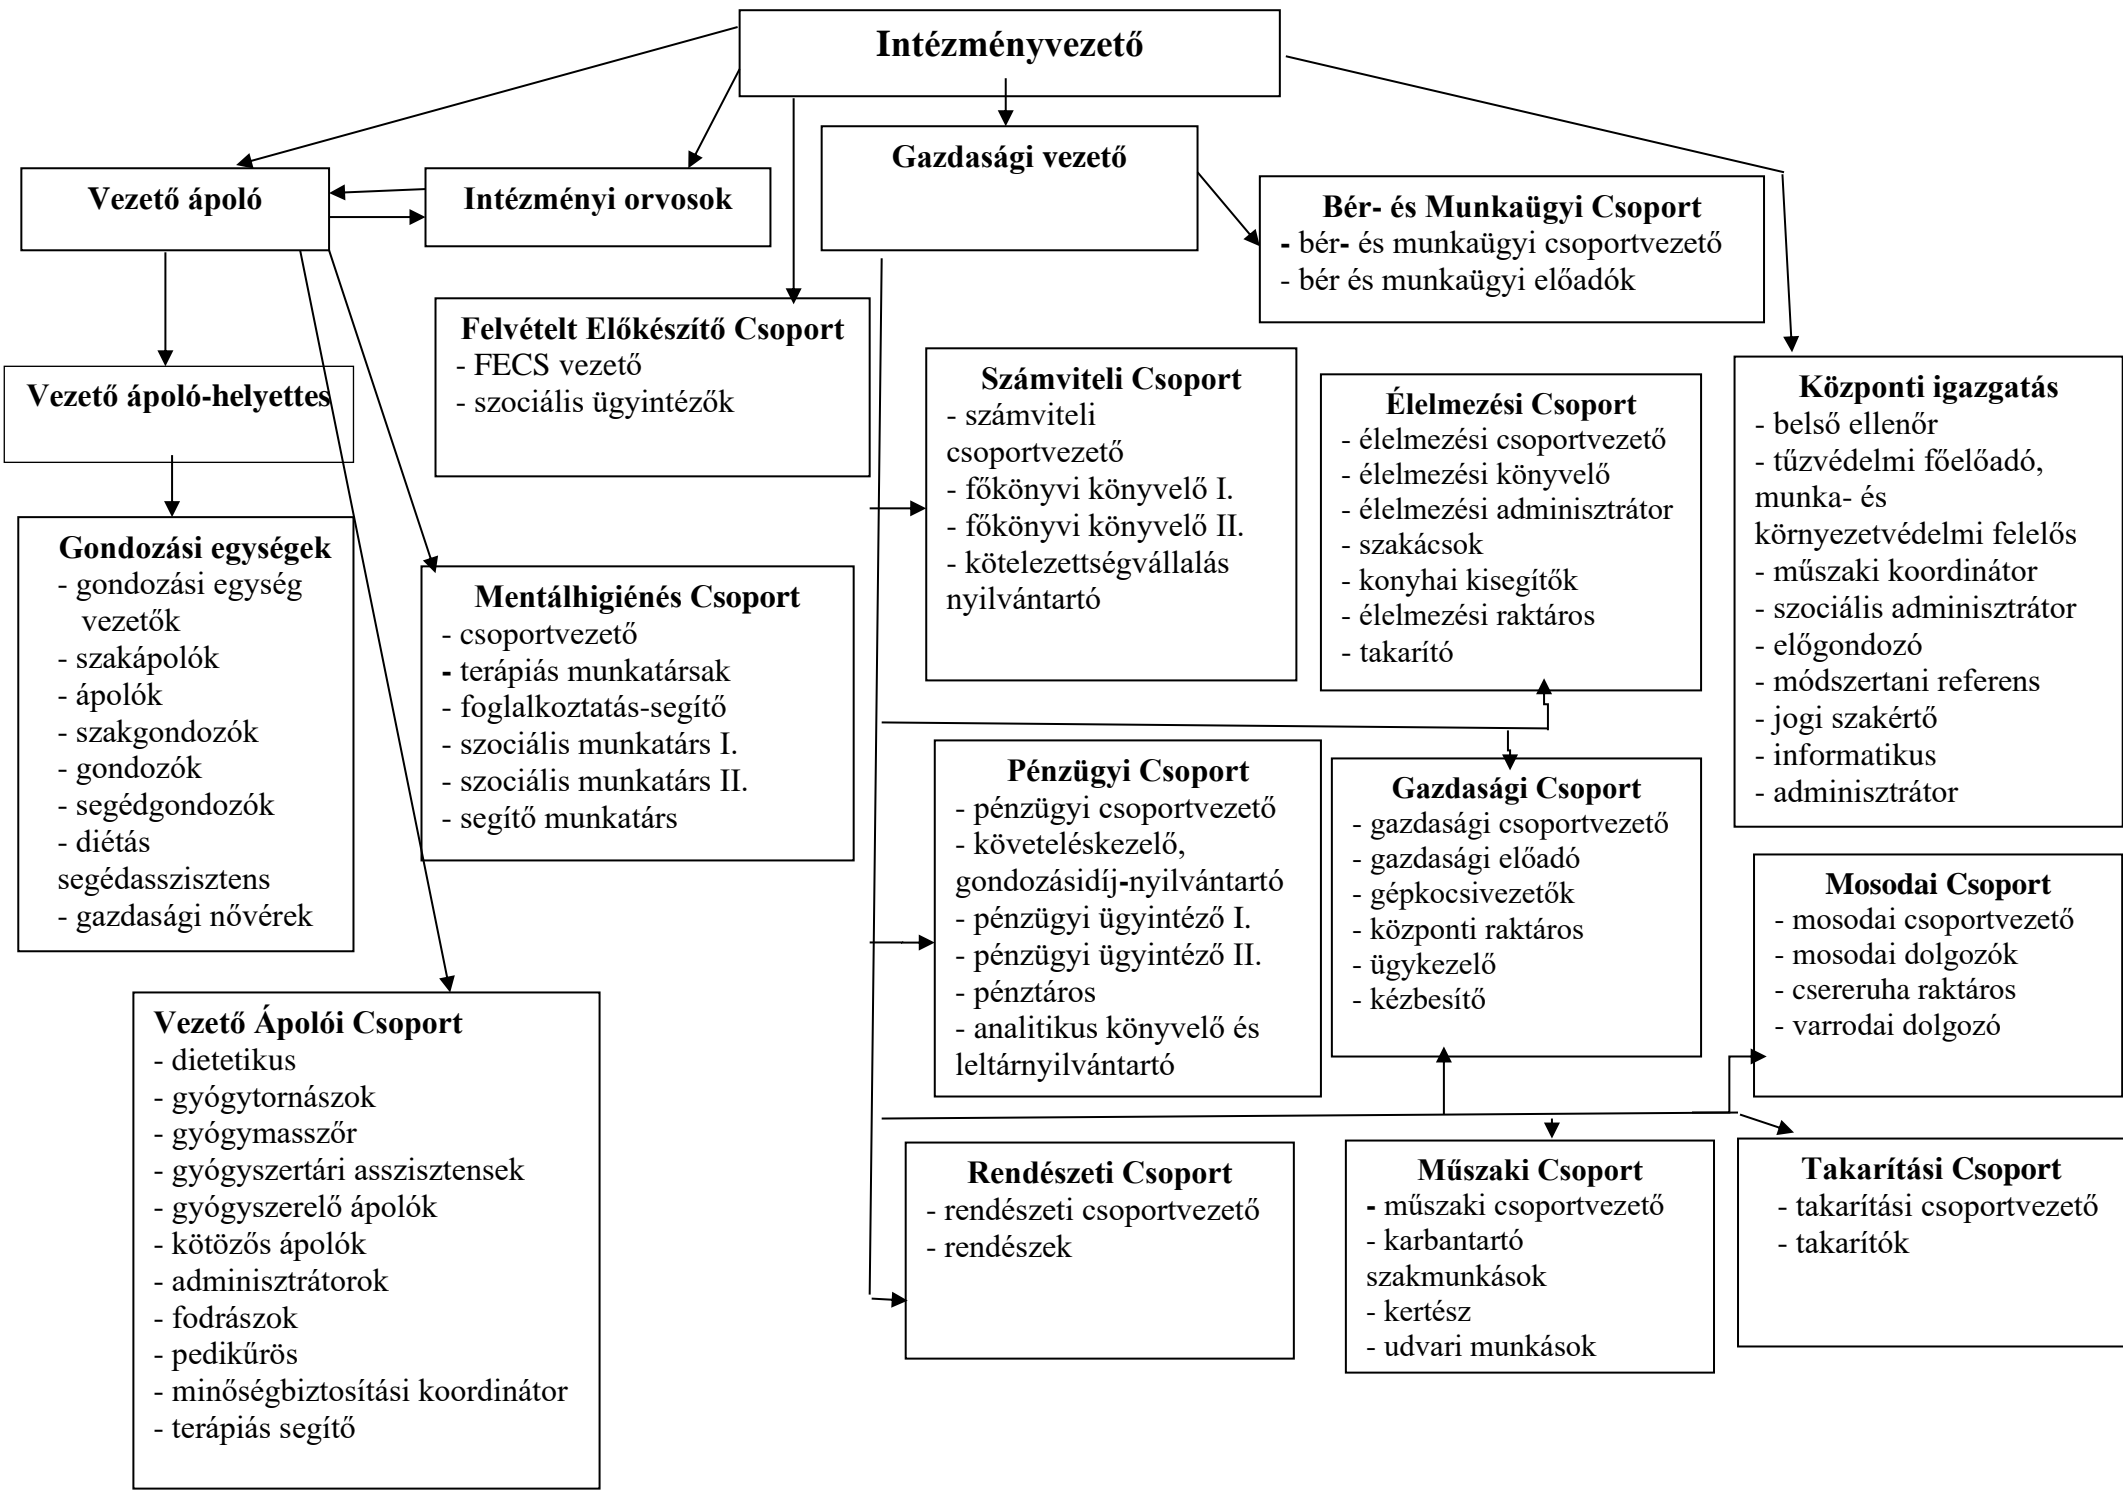 Intézményvezető
Gazdasági vezető
Vezető ápoló
Intézményi orvosok
Bér- és Munkaügyi Csoport
- bér- és munkaügyi csoportvezető
- bér és munkaügyi előadók
Felvételt Előkészítő Csoport
- FECS vezető
- szociális ügyintézők
Vezető ápoló-helyettes
Számviteli Csoport
- számviteli
csoportvezető
- főkönyvi könyvelő I.
- főkönyvi könyvelő II.
- kötelezettségvállalás
nyilvántartó
Élelmezési Csoport
- élelmezési csoportvezető
- élelmezési könyvelő
- élelmezési adminisztrátor
- szakácsok
- konyhai kisegítők
- élelmezési raktáros
- takarító
Központi igazgatás
- belső ellenőr
- tűzvédelmi főelőadó,
munka- és
környezetvédelmi felelős
- műszaki koordinátor
- szociális adminisztrátor
- előgondozó
- módszertani referens
- jogi szakértő
- informatikus
- adminisztrátor
Gondozási egységek
- gondozási egység
vezetők
- szakápolók
- ápolók
- szakgondozók
- gondozók
- segédgondozók
- diétás
segédasszisztens
- gazdasági nővérek
Mentálhigiénés Csoport
- csoportvezető
- terápiás munkatársak
- foglalkoztatás-segítő
- szociális munkatárs I.
- szociális munkatárs II.
- segítő munkatárs
Pénzügyi Csoport
- pénzügyi csoportvezető
- követeléskezelő,
gondozásidíj-nyilvántartó
- pénzügyi ügyintéző I.
- pénzügyi ügyintéző II.
- pénztáros
- analitikus könyvelő és
leltárnyilvántartó
Gazdasági Csoport
- gazdasági csoportvezető
- gazdasági előadó
- gépkocsivezetők
- központi raktáros
- ügykezelő
- kézbesítő
Mosodai Csoport
- mosodai csoportvezető
- mosodai dolgozók
- csereruha raktáros
- varrodai dolgozó
Vezető Ápolói Csoport
- dietetikus
- gyógytornászok
- gyógymasszőr
- gyógyszertári asszisztensek
- gyógyszerelő ápolók
- kötözős ápolók
- adminisztrátorok
- fodrászok
- pedikűrös
- minőségbiztosítási koordinátor
- terápiás segítő
Rendészeti Csoport
- rendészeti csoportvezető
- rendészek
Műszaki Csoport
- műszaki csoportvezető
- karbantartó
szakmunkások
- kertész
- udvari munkások
Takarítási Csoport
- takarítási csoportvezető
- takarítók